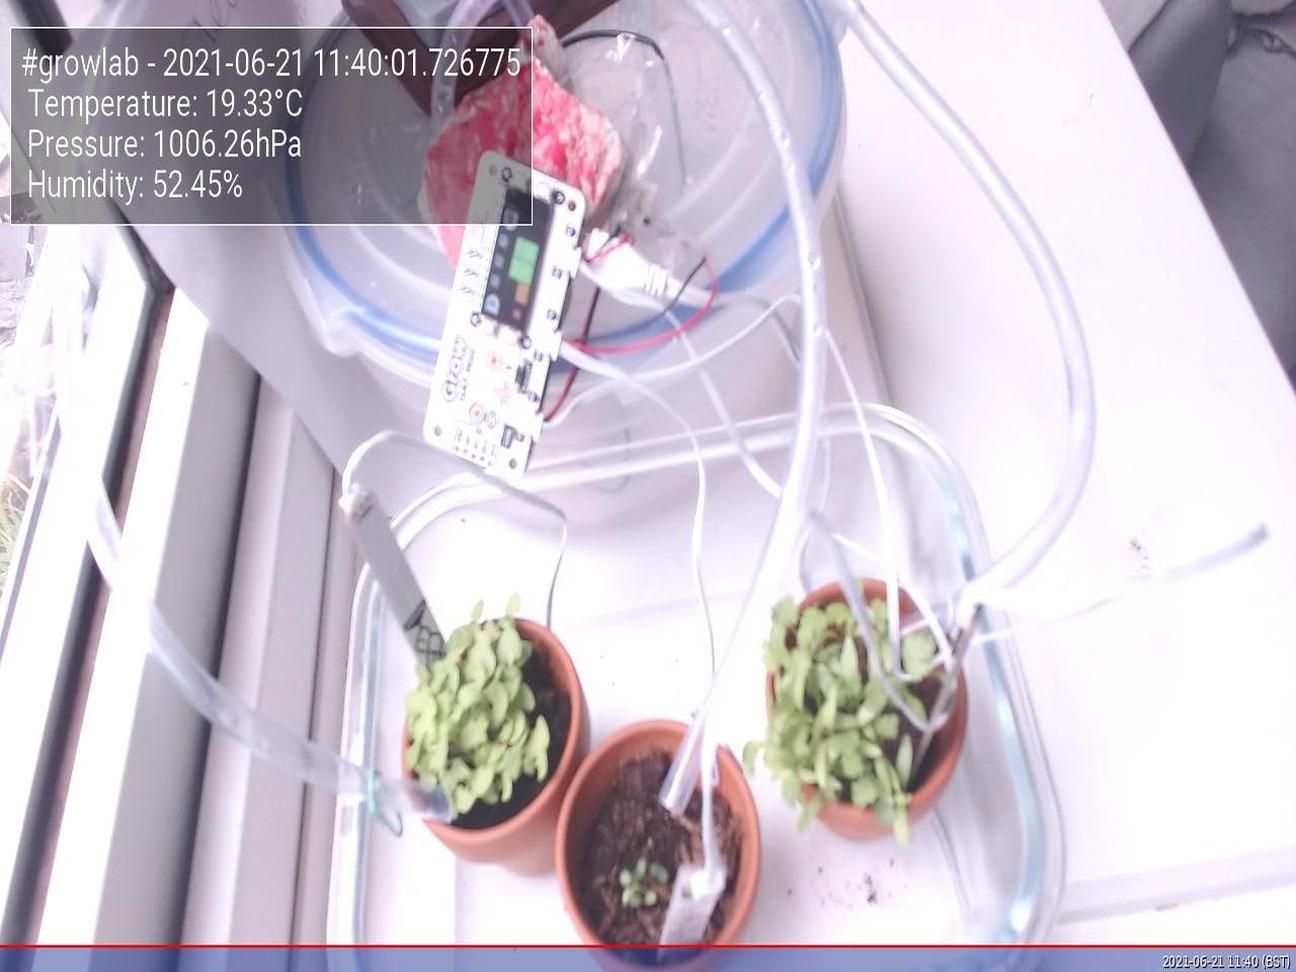 #growlab - 2021-06-21 11:40:01.726775
Temperature: 19.33°C
Pressure: 1006.26hPa
Humidity: 52.45%
Grow
2021-06-21 11:40 (BST)